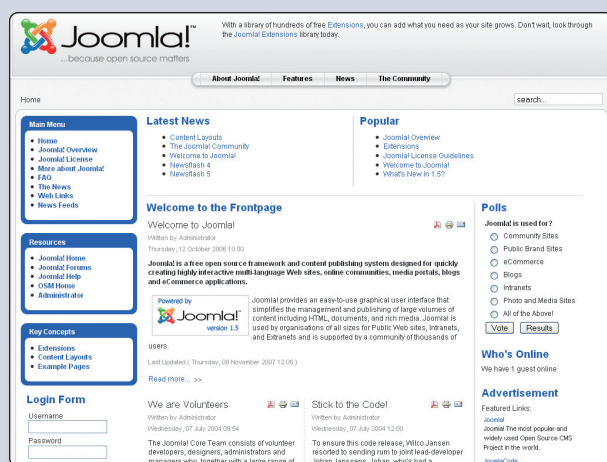 Joomla!™
...because open source matters
With a library of hundreds of free Extensions, you can add what you need as your site grows. Don't wait, look through
the Joomla! Extensions library today.
About Joomla!
Features
News
The Community
Home
search...
Main Menu
Home
Joomla! Overview
Joomla! License
More about Joomla!
FAQ
The News
Web Links
News Feeds
Resources
Joomla! Home
Joomla! Forums
Joomla! Help
OSM Home
Administrator
Key Concepts
Extensions
Content Layouts
Example Pages
Login Form
Username
Password
Latest News
Content Layouts
The Joomla! Community
Welcome to Joomla!
Newsflash 4
Newsflash 5
Popular
Joomla! Overview
Extensions
Joomla! License Guidelines
Welcome to Joomla!
What's New In 1.5?
Welcome to the Frontpage
Welcome to Joomla!
Written by Administrator
Thursday, 12 October 2006 10:00
Joomla! is a free open source framework and content publishing system designed for quickly
creating highly interactive multi-language Web sites, online communities, media portals, blogs
and eCommerce applications.
Powered by
Joomla!™
version 1.5
Joomla! provides an easy-to-use graphical user interface that
simplifies the management and publishing of large volumes of
content including HTML, documents, and rich media. Joomla! is
used by organisations of all sizes for Public Web sites, Intranets,
and Extranets and is supported by a community of thousands of
users.
Last Updated ( Thursday, 08 November 2007 12:06 )
Read more... >>
We are Volunteers
Written by Administrator
Wednesday, 07 July 2004 09:54
The Joomla! Core Team consists of volunteer
developers, designers, administrators and
managers who, together with a large range of
Stick to the Code!
Written by Administrator
Wednesday, 07 July 2004 12:00
To ensure this code release, Wilco Jansen
resorted to sending rum to joint lead-developer
Johan Janssens. Johan, who's had a
Polls
Joomla! is used for?
Community Sites
Public Brand Sites
eCommerce
Blogs
Intranets
Photo and Media Sites
All of the Above!
Vote
Results
Who's Online
We have 1 guest online
Advertisement
Featured Links:
Joomla!
Joomla! The most popular and
widely used Open Source CMS
Project in the world.
JoomlaCode